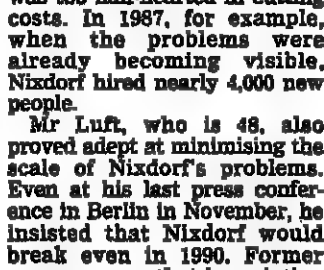 was too half-hearted in cutting
costs. In 1987, for example,
when the problems were
already becoming visible,
Nixdorf hired nearly 4,000 new
people.
Mr Luft, who is 48, also
proved adept at minimising the
scale of Nixdorf's problems.
Even at his last press confer-
ence in Berlin in November, he
insisted that Nixdorf would
break even in 1990. Former